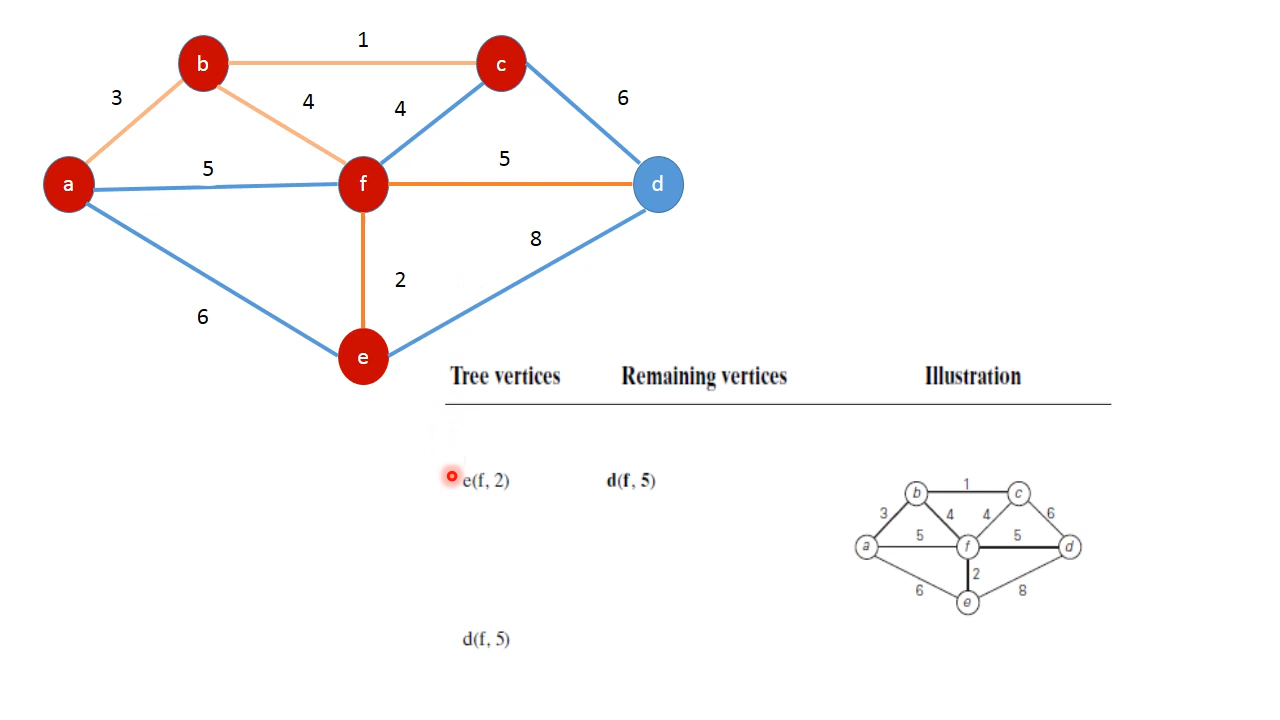 1
b
c
3
4
4
6
a
5
f
5
d
8
2
6
e
Tree vertices Remaining vertices Illustration
e(f, 2) d(f, 5)
1
b
c
3
4
4
6
5
5
a
f
d
2
6
8
e
d(f, 5)